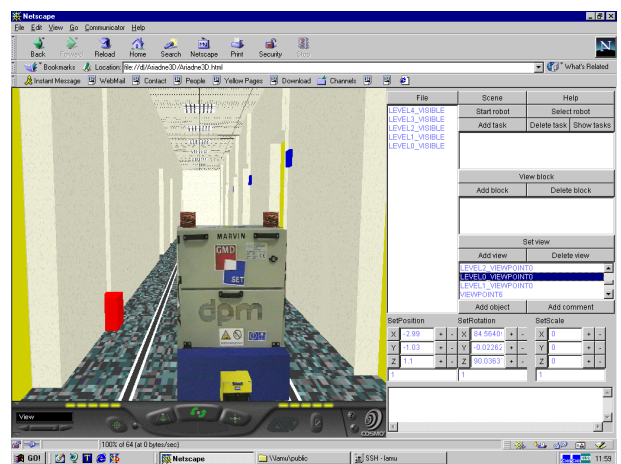 Netscape
File Edit View Go Communicator Help
Back Forward Reload Home Search Netscape Print Security Stop
Bookmarks Location: file:///d|/Ariadne3D/Ariadne3D.html What's Related
Instant Message WebMail Contact People Yellow Pages Download Channels
File Scene Help
LEVEL4_VISIBLE
LEVEL3_VISIBLE
LEVEL2_VISIBLE
LEVEL1_VISIBLE
LEVEL0_VISIBLE
Start robot Select robot
Add task Delete task Show tasks
View block
Add block Delete block
Set view
Add view Delete view
LEVEL2_VIEWPOINT0
LEVEL0_VIEWPOINT0
LEVEL1_VIEWPOINT0
VIEWPOINT6
Add object Add comment
SetPosition SetRotation SetScale
X -2.99 + - X 84.5640 + - X 0 + -
Y -1.03 + - Y -0.02262 + - Y 0 + -
Z 1.1 + - Z 90.0363 + - Z 0 + -
1 1 1
MARVIN
GMD
SET
dpm
View
COSMO
100% of 64 (at 0 bytes/sec)
GO! Netscape Wamu\public SSH - lamu 11:59